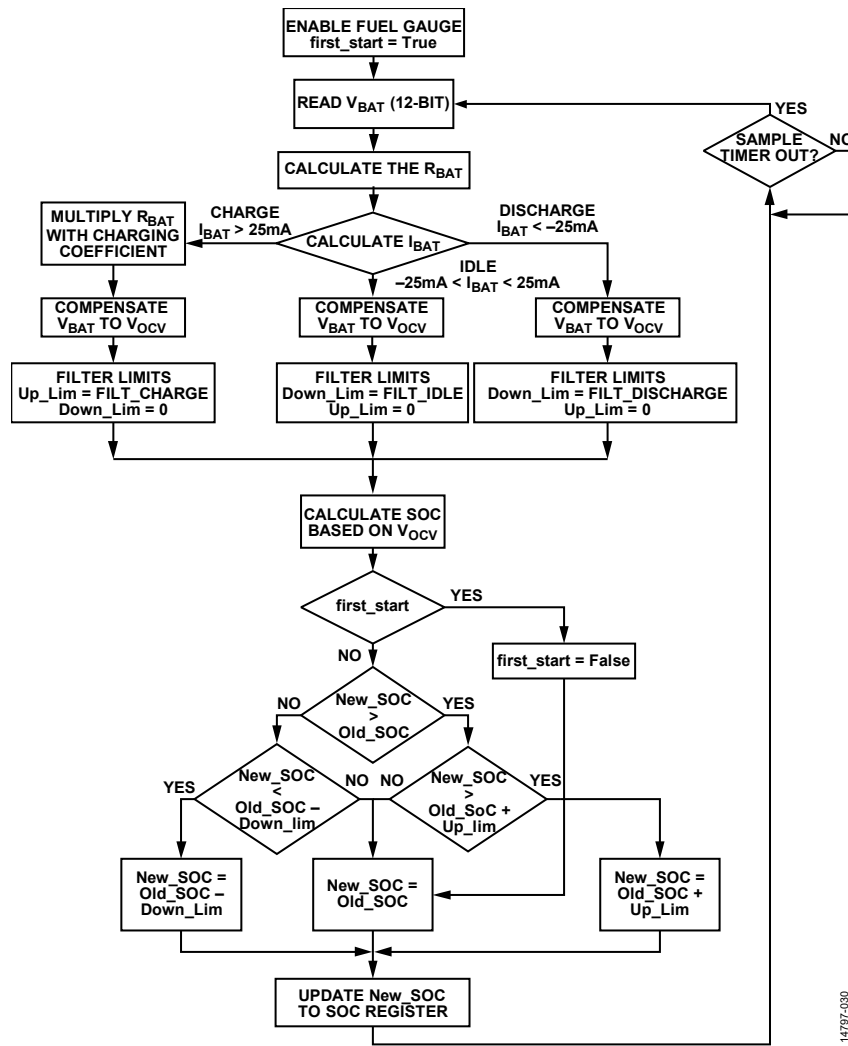 ENABLE FUEL GAUGE
first_start = True
READ VBAT (12-BIT)
YES
SAMPLE
TIMER OUT?
NO
CALCULATE THE RBAT
MULTIPLY RBAT
WITH CHARGING
COEFFICIENT
CHARGE
IBAT > 25mA
CALCULATE IBAT
DISCHARGE
IBAT < –25mA
IDLE
–25mA < IBAT < 25mA
COMPENSATE
VBAT TO VOCV
COMPENSATE
VBAT TO VOCV
COMPENSATE
VBAT TO VOCV
FILTER LIMITS
Up_Lim = FILT_CHARGE
Down_Lim = 0
FILTER LIMITS
Down_Lim = FILT_IDLE
Up_Lim = 0
FILTER LIMITS
Down_Lim = FILT_DISCHARGE
Up_Lim = 0
CALCULATE SOC
BASED ON VOCV
first_start
YES
NO
first_start = False
New_SOC
>
Old_SOC
NO
YES
YES
New_SOC
<
Old_SOC –
Down_lim
NO
NO
New_SOC
>
Old_SoC +
Up_lim
YES
New_SOC =
Old_SOC –
Down_Lim
New_SOC =
Old_SOC
New_SOC =
Old_SOC +
Up_Lim
UPDATE New_SOC
TO SOC REGISTER
14797-030